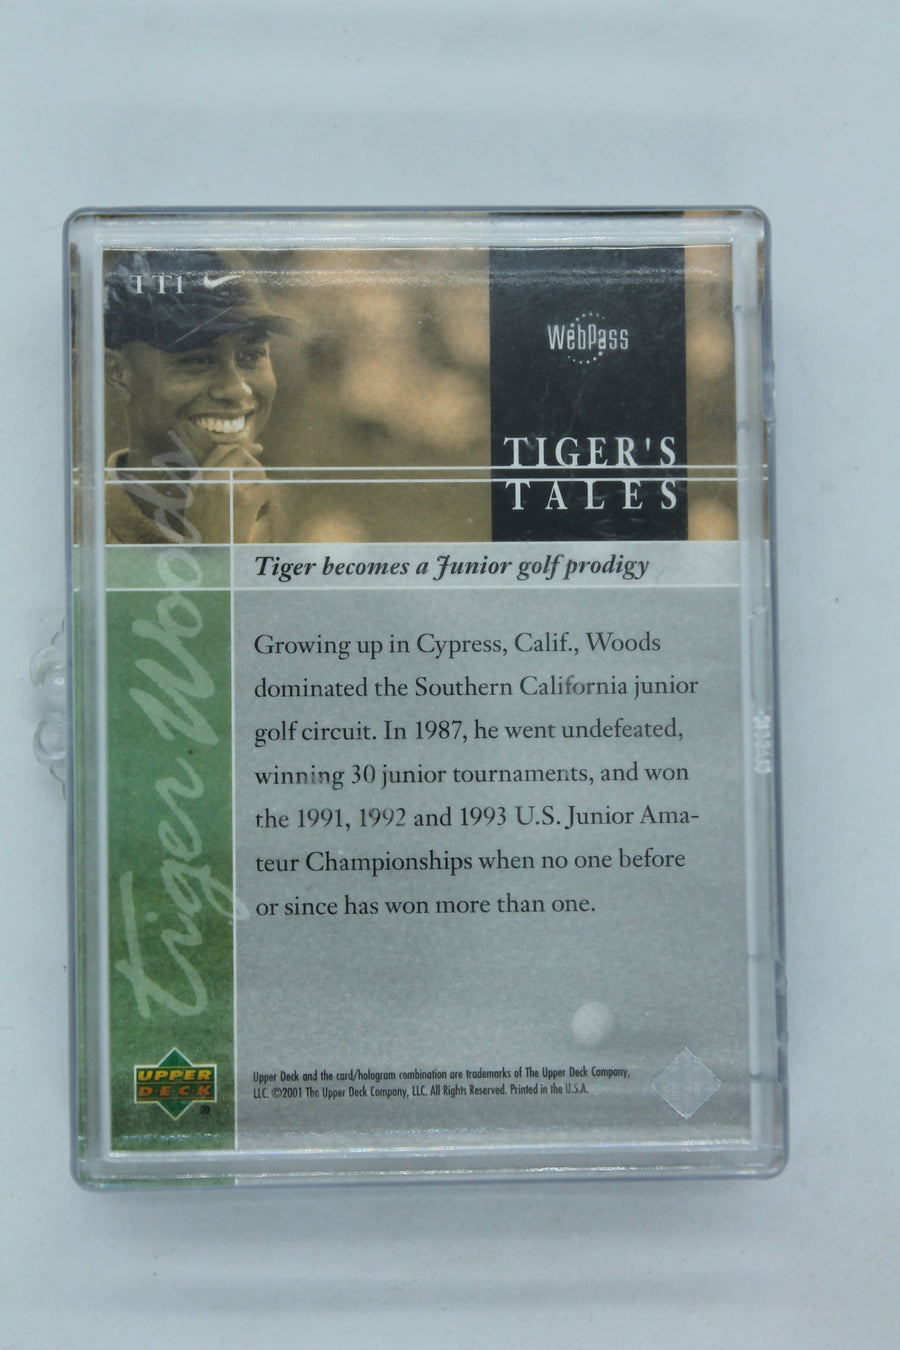 TT1
WebPass
TIGER'S
TALES
Tiger becomes a Junior golf prodigy
Growing up in Cypress, Calif., Woods
dominated the Southern California junior
golf circuit. In 1987, he went undefeated,
winning 30 junior tournaments, and won
the 1991, 1992 and 1993 U.S. Junior Ama-
teur Championships when no one before
or since has won more than one.
Tiger Woods
UPPER
DECK
®
Upper Deck and the card/hologram combination are trademarks of The Upper Deck Company,
LLC. ©2001 The Upper Deck Company, LLC. All Rights Reserved. Printed in the U.S.A.